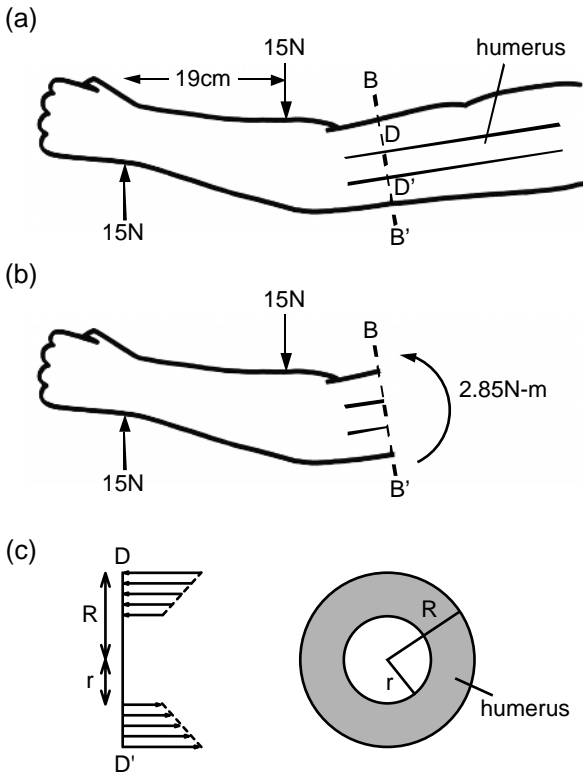 (a)
15N
humerus
19cm
B
D
D'
15N
B'
(b)
15N
B
2.85N-m
15N
B'
(c)
D
R
R
r
r
humerus
D'